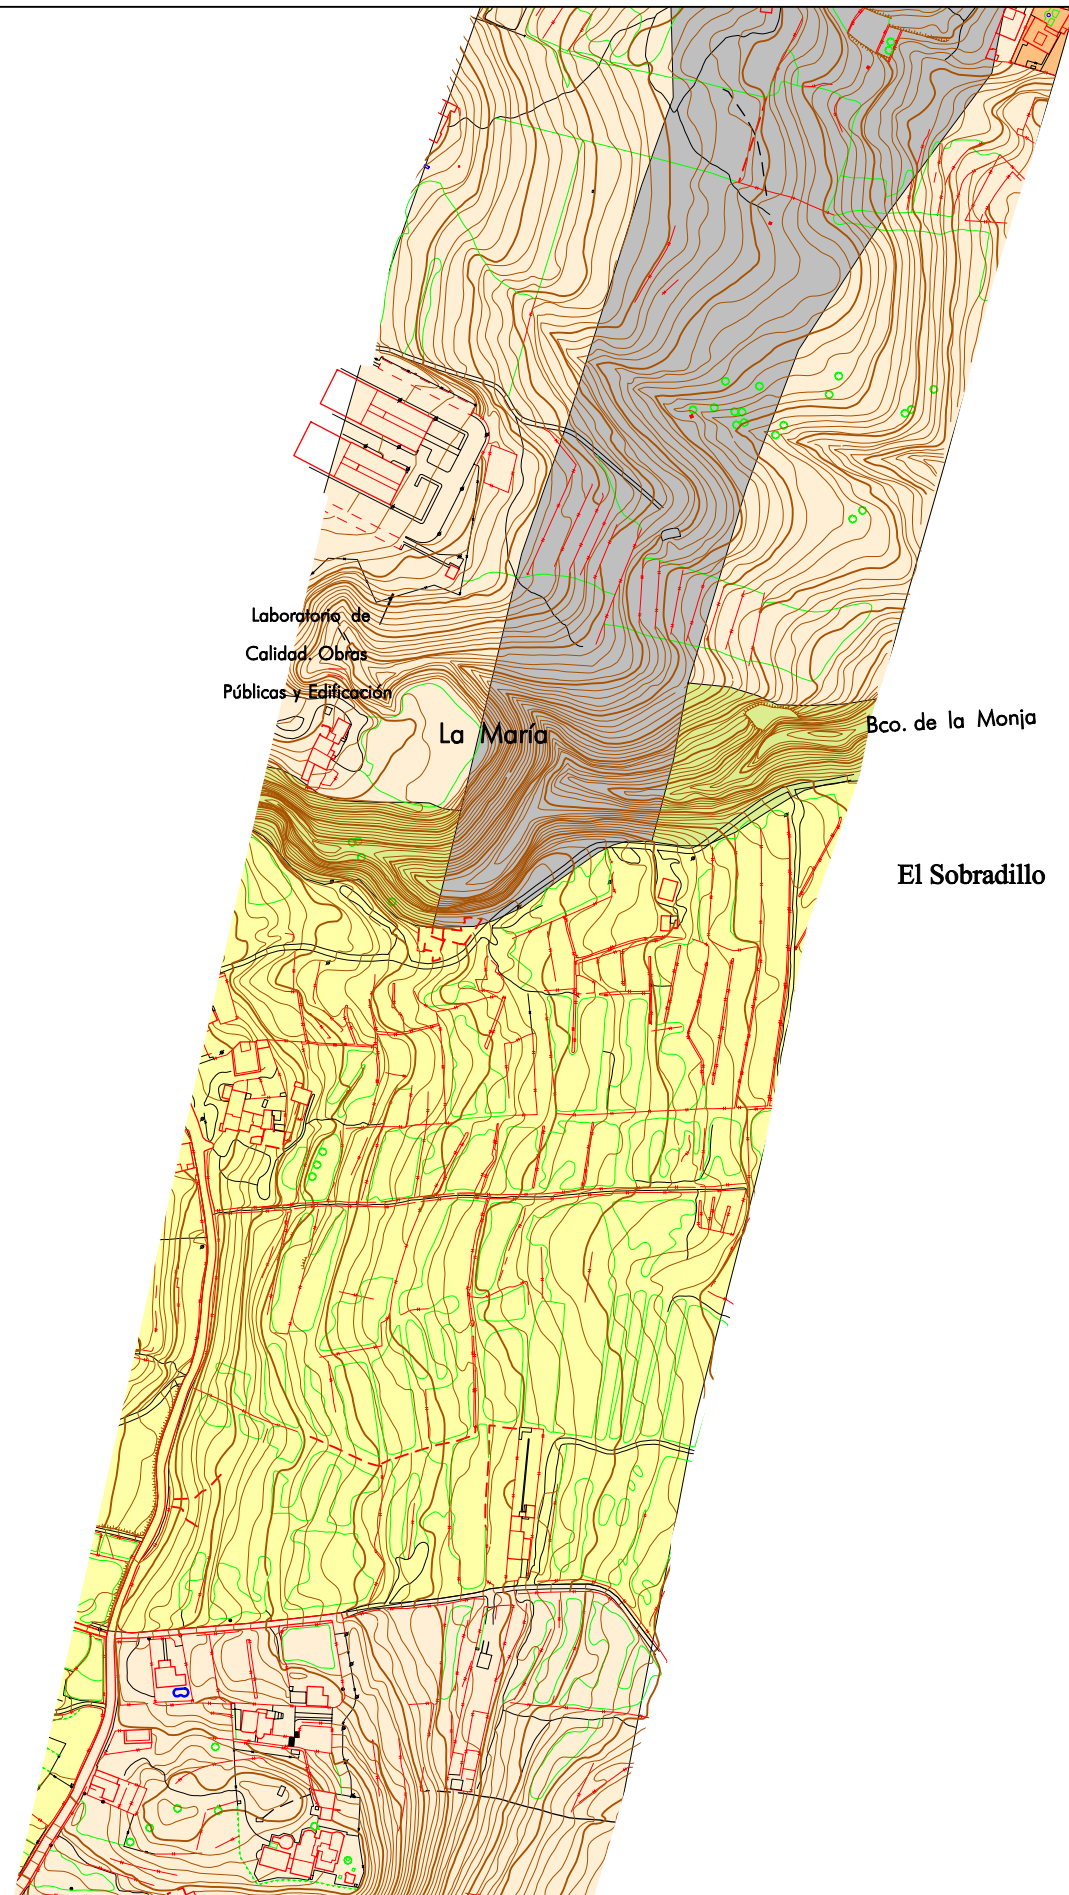 Laboratorio de
Calidad. Obras
Públicas y Edificación
La María
Bco. de la Monja
El Sobradillo